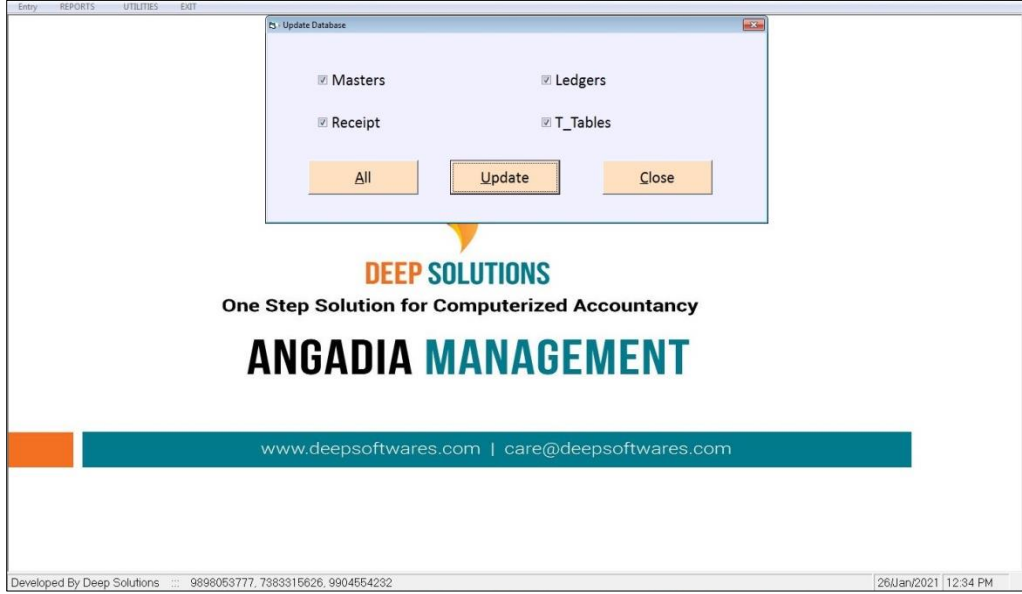 Entry REPORTS UTILITIES EXIT
Update Database
Masters Ledgers
Receipt T_Tables
All Update Close
DEEP SOLUTIONS
One Step Solution for Computerized Accountancy
ANGADIA MANAGEMENT
www.deepsoftwares.com | care@deepsoftwares.com
Developed By Deep Solutions ::: 9898053777, 7383315626, 9904554232 26/Jan/2021 12:34 PM